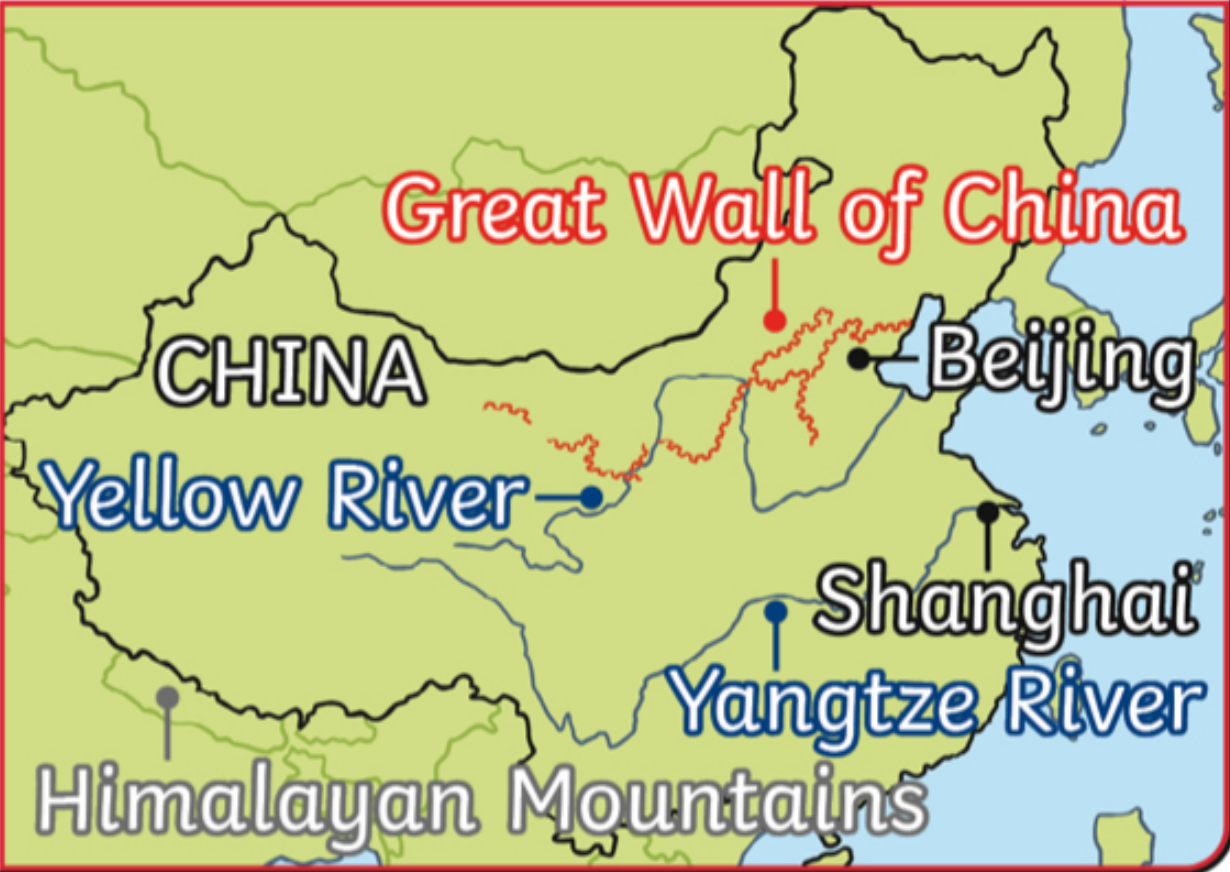 Great Wall of China
CHINA
Beijing
Yellow River
Shanghai
Yangtze River
Himalayan Mountains